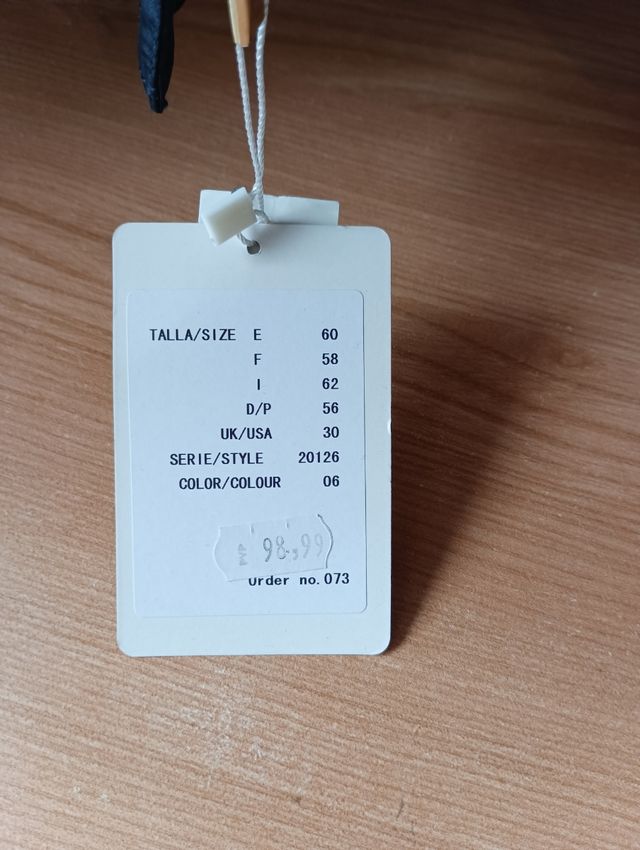 TALLA/SIZE E 60
F 58
I 62
D/P 56
UK/USA 30
SERIE/STYLE 20126
COLOR/COLOUR 06
98,99
Order no.073